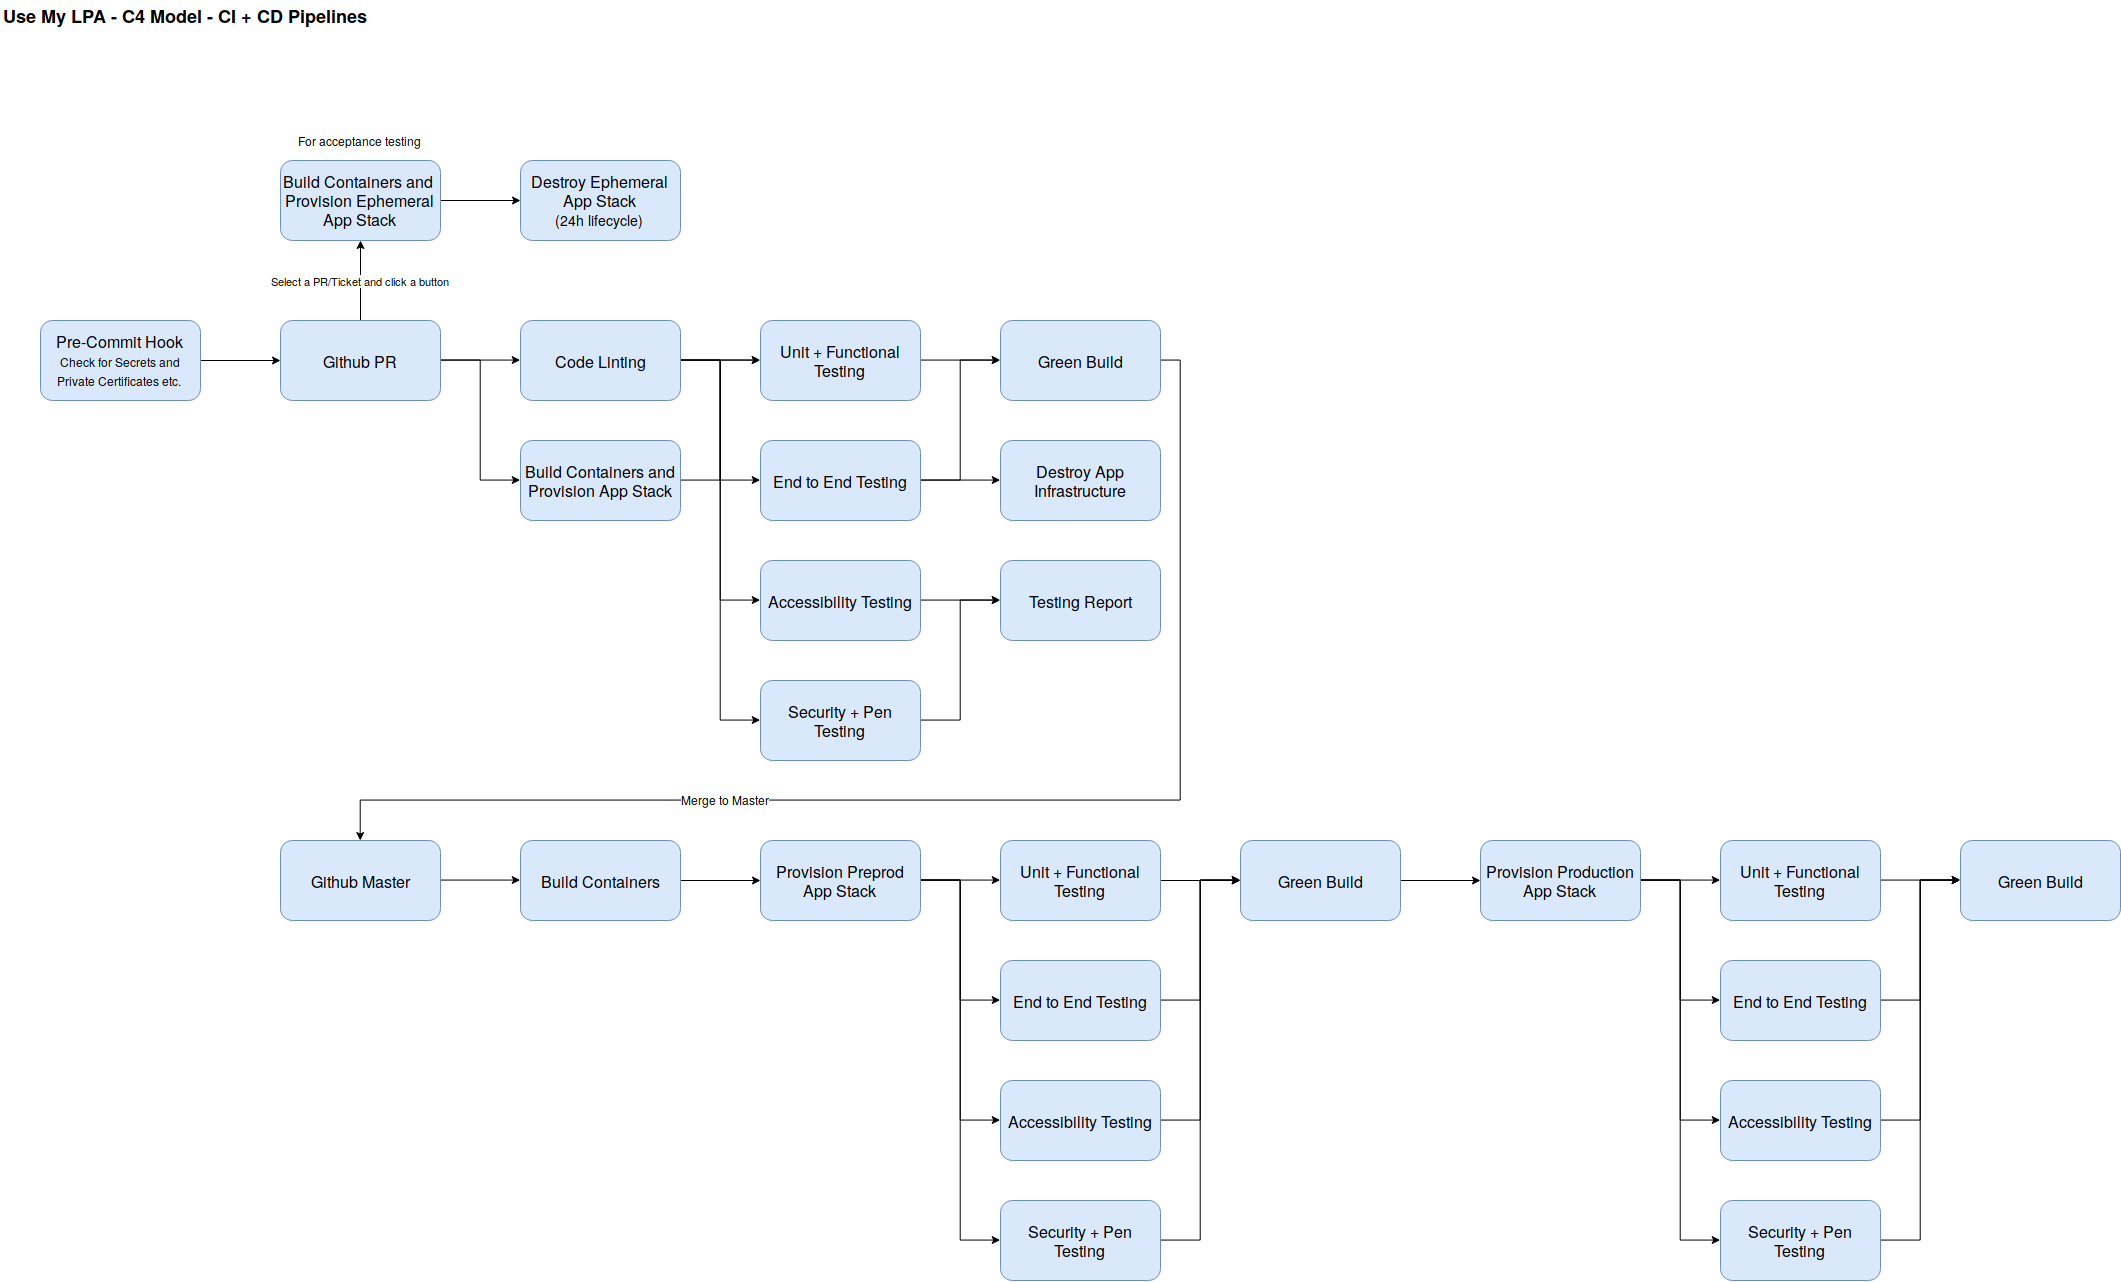 Use My LPA - C4 Model - CI + CD Pipelines
For acceptance testing
Build Containers and
Provision Ephemeral
App Stack
Destroy Ephemeral
App Stack
(24h lifecycle)
Select a PR/Ticket and click a button
Pre-Commit Hook
Check for Secrets and
Private Certificates etc.
Github PR
Code Linting
Unit + Functional
Testing
Green Build
Build Containers and
Provision App Stack
End to End Testing
Destroy App
Infrastructure
Accessibility Testing
Testing Report
Security + Pen
Testing
Merge to Master
Github Master
Build Containers
Provision Preprod
App Stack
Unit + Functional
Testing
Green Build
Provision Production
App Stack
Unit + Functional
Testing
Green Build
End to End Testing
End to End Testing
Accessibility Testing
Accessibility Testing
Security + Pen
Testing
Security + Pen
Testing